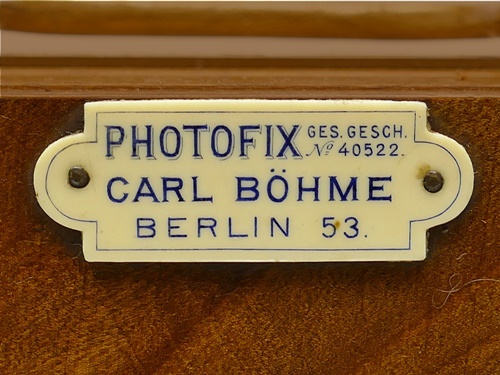 PHOTOFIX GES. GESCH.
No 40522.
CARL BÖHME
BERLIN 53.